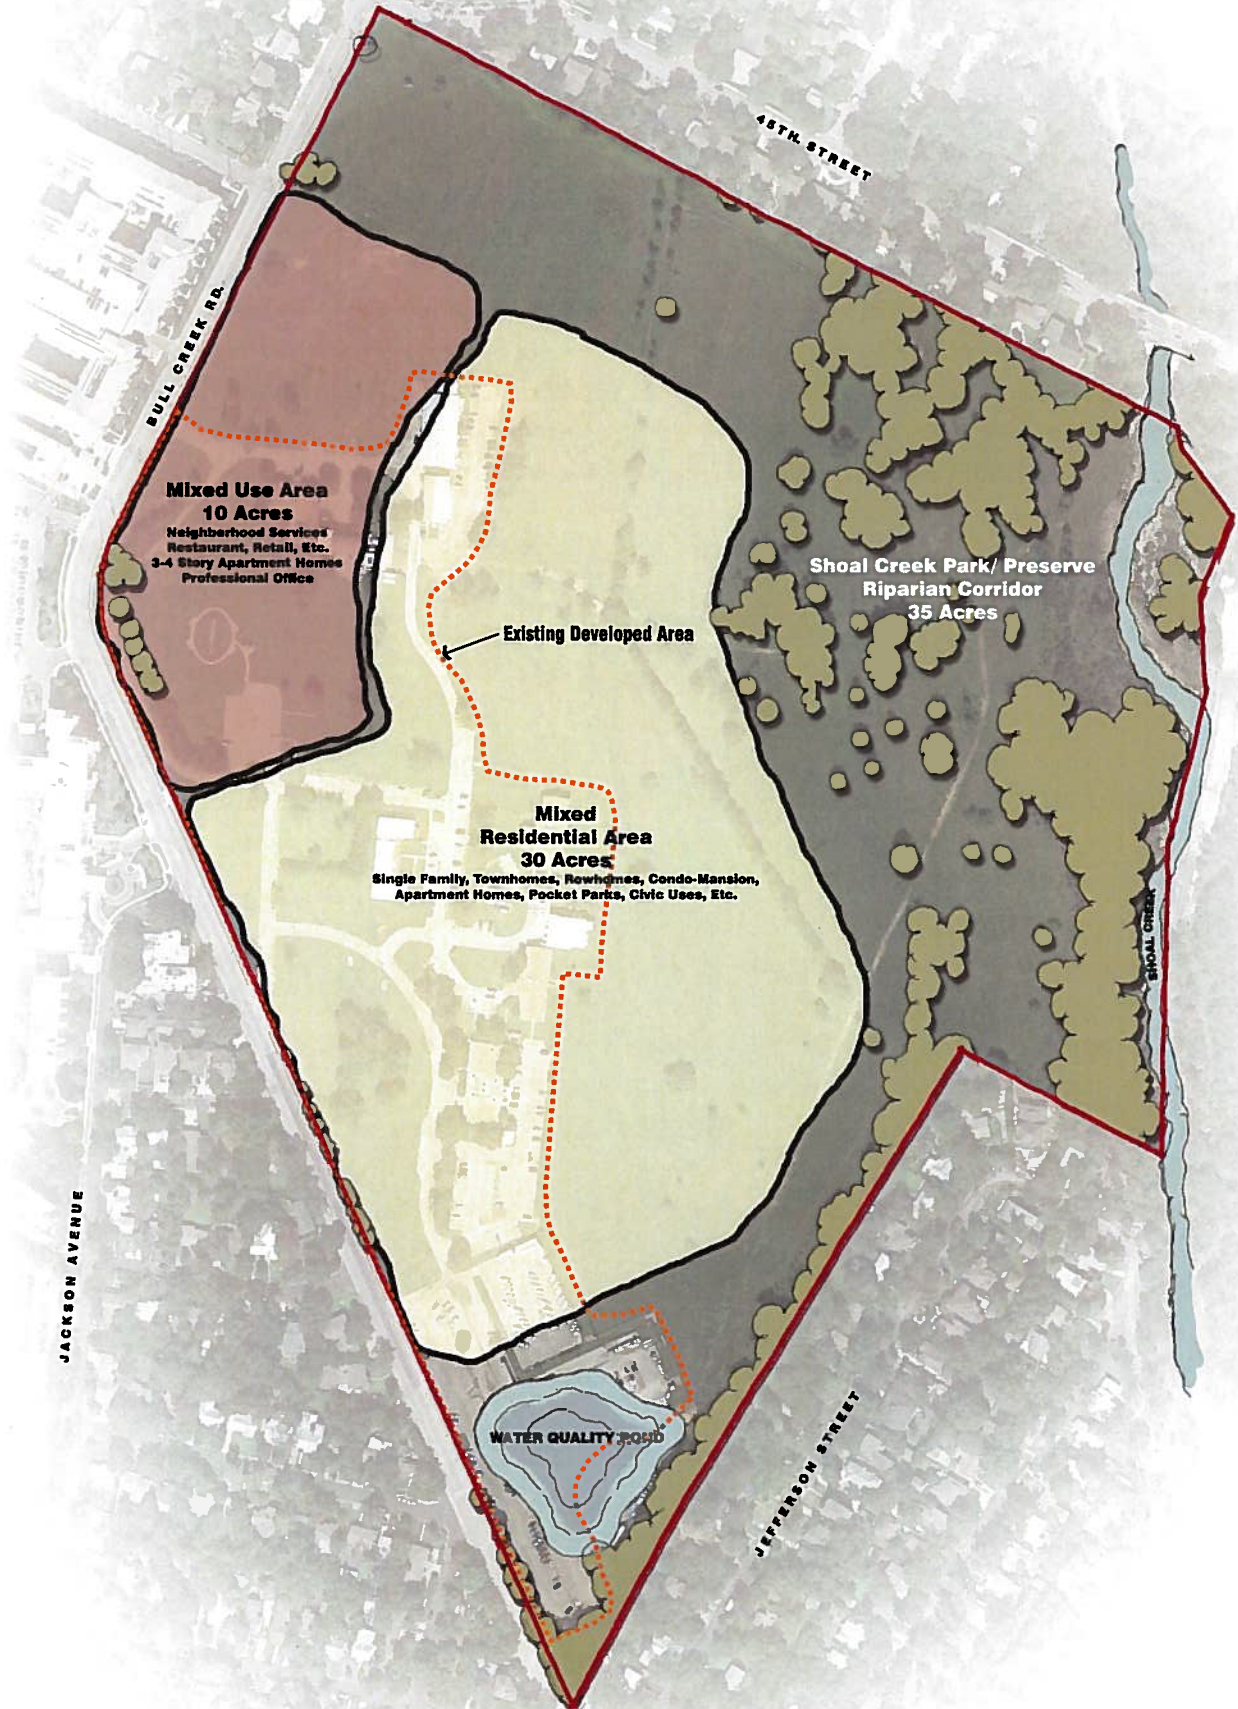 45TH. STREET
BULL CREEK RD.
Mixed Use Area
10 Acres
Neighborhood Services
Restaurant, Retail, Etc.
3-4 Story Apartment Homes
Professional Office
Shoal Creek Park/ Preserve
Riparian Corridor
35 Acres
Existing Developed Area
Mixed
Residential Area
30 Acres
Single Family, Townhomes, Rowhomes, Condo-Mansion,
Apartment Homes, Pocket Parks, Civic Uses, Etc.
SHOAL CREEK
JACKSON AVENUE
WATER QUALITY POND
JEFFERSON STREET